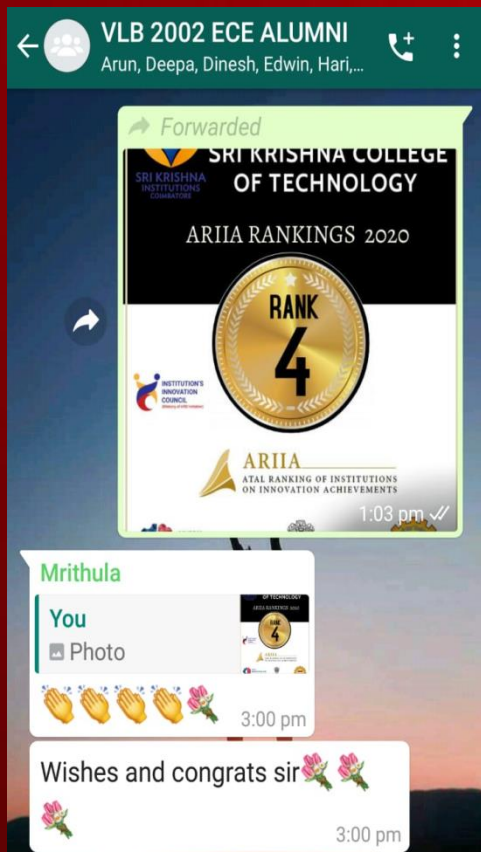 VLB 2002 ECE ALUMNI
Arun, Deepa, Dinesh, Edwin, Hari,...
Forwarded
SRI KRISHNA COLLEGE
OF TECHNOLOGY
SRI KRISHNA
INSTITUTIONS
COIMBATORE
ARIIA RANKINGS 2020
RANK
4
INSTITUTION'S
INNOVATION
COUNCIL
ARIIA
ATAL RANKING OF INSTITUTIONS
ON INNOVATION ACHIEVEMENTS
1:03 pm
Mrithula
You
Photo
👏👏👏👏💐
3:00 pm
Wishes and congrats sir💐💐
💐
3:00 pm